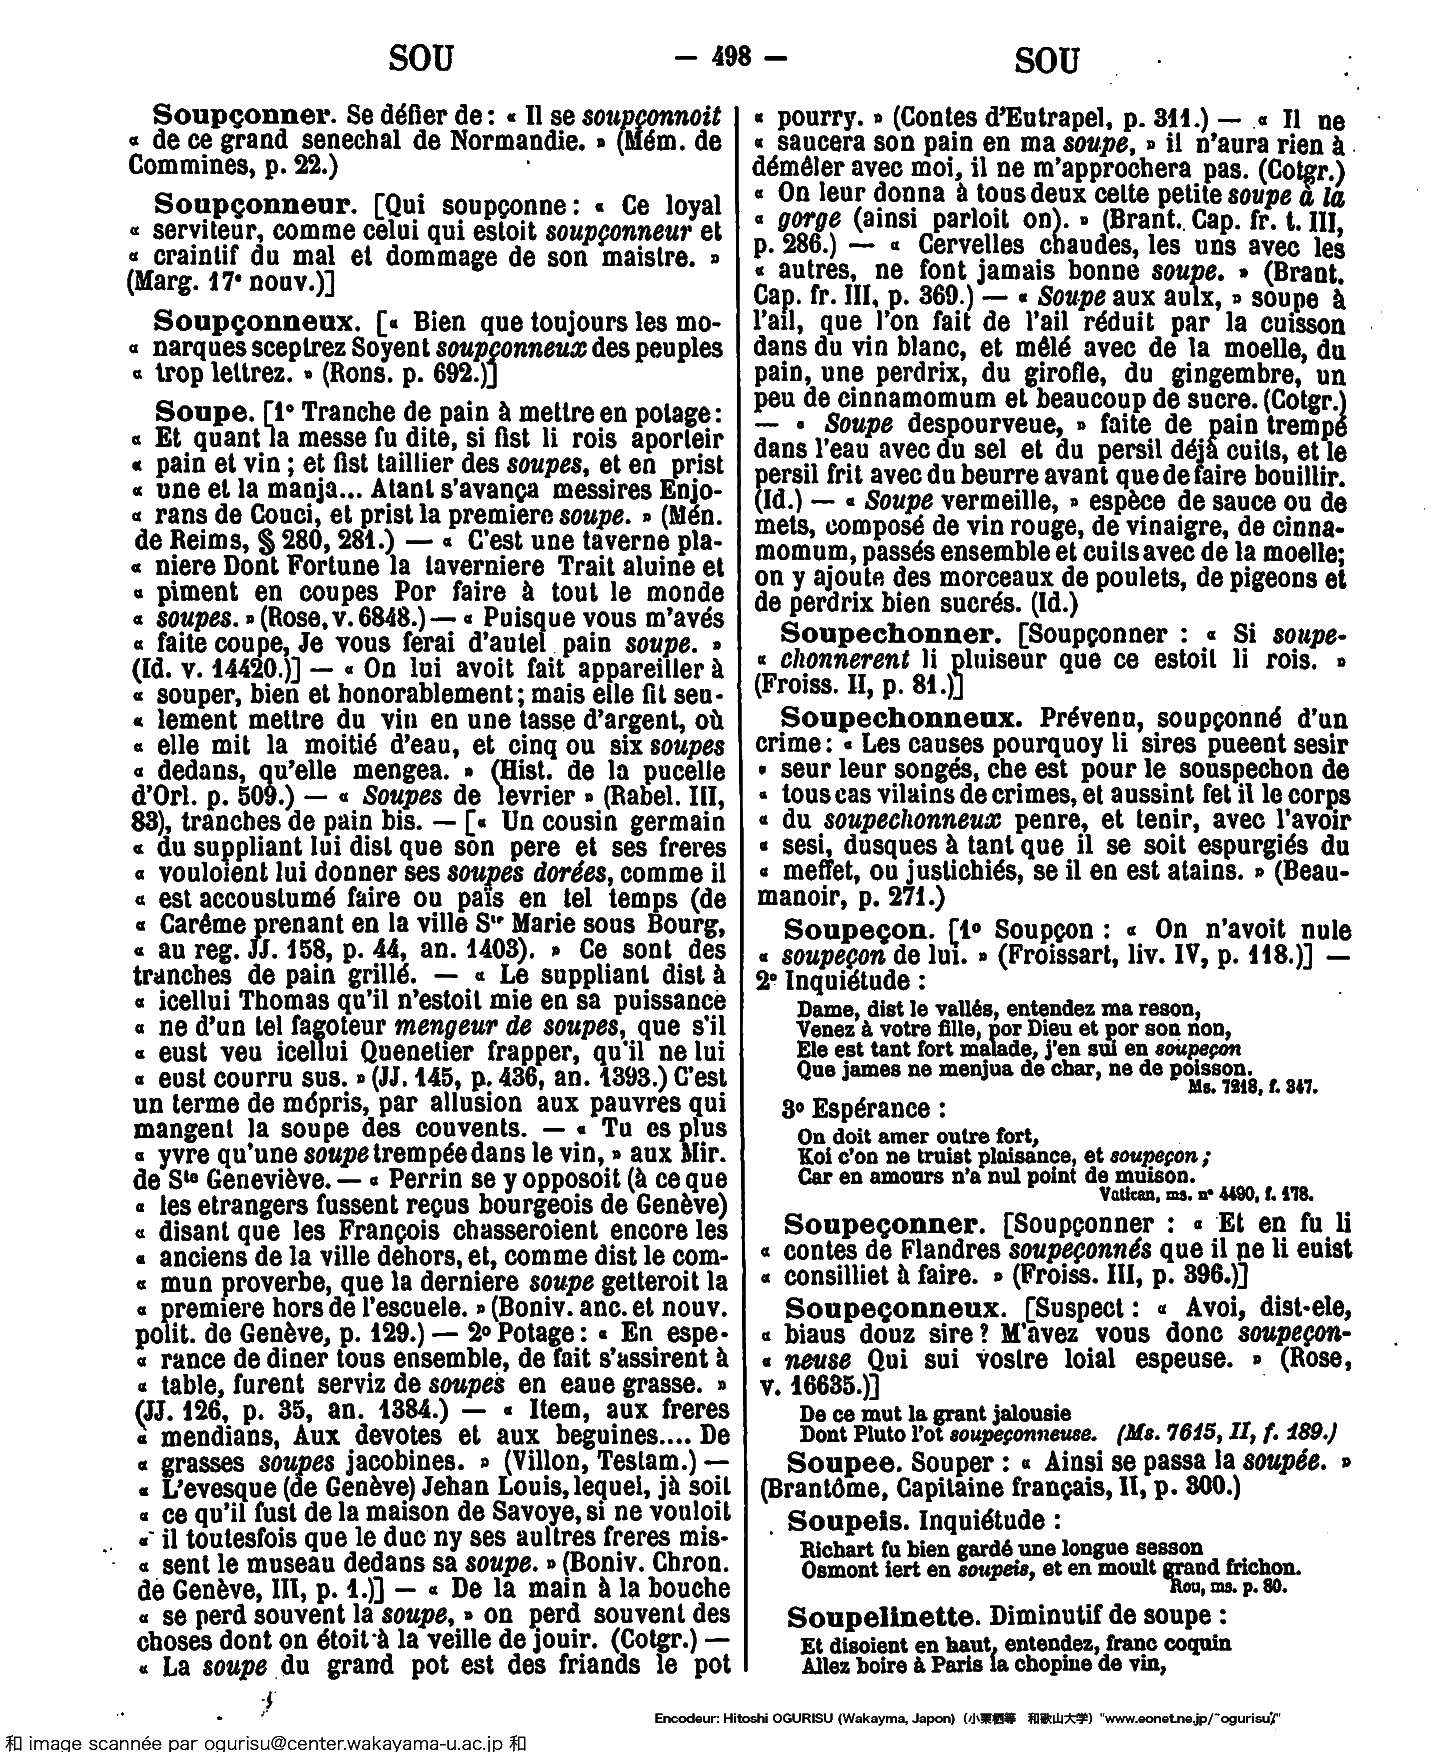 SOU
— 498 —
SOU
Soupçonner. Se défier de : « Il se soupçonnoit
« de ce grand senechal de Normandie. » (Mém. de
Commines, p. 22.)
Soupçonneur. [Qui soupçonne : « Ce loyal
« serviteur, comme celui qui estoit soupçonneur et
« craintif du mal et dommage de son maistre. »
(Marg. 17e nouv.)]
Soupçonneux. [« Bien que toujours les mo-
« narques sceptrez Soyent soupçonneux des peuples
« trop lettrez. » (Rons. p. 692.)]
Soupe. [1° Tranche de pain à mettre en potage :
« Et quant la messe fu dite, si fist li rois aporteir
« pain et vin ; et fist taillier des soupes, et en prist
« une et la manja... Atant s'avança messires Enjo-
« rans de Couci, et prist la premiere soupe. » (Mén.
de Reims, § 280, 281.) — « C'est une taverne pla-
« niere Dont Fortune la taverniere Trait aluine et
« piment en coupes Por faire à tout le monde
« soupes. » (Rose, v. 6848.) — « Puisque vous m'avés
« faite coupe, Je vous ferai d'autel pain soupe. »
(Id. v. 14420.)] — « On lui avoit fait appareiller à
« souper, bien et honorablement ; mais elle fit seu-
« lement mettre du vin en une tasse d'argent, où
« elle mit la moitié d'eau, et cinq ou six soupes
« dedans, qu'elle mengea. » (Hist. de la pucelle
d'Orl. p. 509.) — « Soupes de levrier » (Rabel. III,
83), tranches de pain bis. — [« Un cousin germain
« du suppliant lui dist que son pere et ses freres
« vouloient lui donner ses soupes dorées, comme il
« est accoustumé faire ou païs en tel temps (de
« Carême prenant en la ville Ste Marie sous Bourg,
« au reg. JJ. 158, p. 44, an. 1403). » Ce sont des
tranches de pain grillé. — « Le suppliant dist à
« icellui Thomas qu'il n'estoit mie en sa puissance
« ne d'un tel fagoteur mengeur de soupes, que s'il
« eust veu icellui Quenetier frapper, qu'il ne lui
« eust courru sus. » (JJ. 145, p. 436, an. 1393.) C'est
un terme de mépris, par allusion aux pauvres qui
mangent la soupe des couvents. — « Tu es plus
« yvre qu'une soupe trempée dans le vin, » aux Mir.
de Ste Geneviève. — « Perrin se y opposoit (à ce que
« les etrangers fussent reçus bourgeois de Genève)
« disant que les François chasseroient encore les
« anciens de la ville dehors, et, comme dist le com-
« mun proverbe, que la derniere soupe getteroit la
« premiere hors de l'escuele. » (Boniv. anc. et nouv.
polit. de Genève, p. 129.) — 2° Potage : « En espe-
« rance de diner tous ensemble, de fait s'assirent à
« table, furent serviz de soupes en eaue grasse. »
(JJ. 126, p. 35, an. 1384.) — « Item, aux freres
« mendians, Aux devotes et aux beguines.... De
« grasses soupes jacobines. » (Villon, Testam.) —
« L'evesque (de Genève) Jehan Louis, lequel, jà soit
« ce qu'il fust de la maison de Savoye, si ne vouloit
« il toutesfois que le duc ny ses aultres freres mis-
« sent le museau dedans sa soupe. » (Boniv. Chron.
de Genève, III, p. 1.)] — « De la main à la bouche
« se perd souvent la soupe, » on perd souvent des
choses dont on étoit à la veille de jouir. (Cotgr.) —
« La soupe du grand pot est des friands le pot
« pourry. » (Contes d'Eutrapel, p. 311.) — « Il ne
« saucera son pain en ma soupe, » il n'aura rien à
démêler avec moi, il ne m'approchera pas. (Cotgr.)
« On leur donna à tous deux cette petite soupe à la
« gorge (ainsi parloit on). » (Brant. Cap. fr. t. III,
p. 286.) — « Cervelles chaudes, les uns avec les
« autres, ne font jamais bonne soupe. » (Brant.
Cap. fr. III, p. 369.) — « Soupe aux aulx, » soupe à
l'ail, que l'on fait de l'ail réduit par la cuisson
dans du vin blanc, et mêlé avec de la moelle, du
pain, une perdrix, du girofle, du gingembre, un
peu de cinnamomum et beaucoup de sucre. (Cotgr.)
— « Soupe despourveue, » faite de pain trempé
dans l'eau avec du sel et du persil déjà cuits, et le
persil frit avec du beurre avant que de faire bouillir.
(Id.) — « Soupe vermeille, » espèce de sauce ou de
mets, composé de vin rouge, de vinaigre, de cinna-
momum, passés ensemble et cuits avec de la moelle;
on y ajoute des morceaux de poulets, de pigeons et
de perdrix bien sucrés. (Id.)
Soupechonner. [Soupçonner : « Si soupe-
« chonnerent li pluiseur que ce estoit li rois. »
(Froiss. II, p. 81.)]
Soupechonneux. Prévenu, soupçonné d'un
crime : « Les causes pourquoy li sires pueent sesir
« seur leur songés, che est pour le souspechon de
« tous cas vilains de crimes, et aussint fet il le corps
« du soupechonneux penre, et tenir, avec l'avoir
« sesi, dusques à tant que il se soit espurgiés du
« meffet, ou justichiés, se il en est atains. » (Beau-
manoir, p. 271.)
Soupeçon. [1° Soupçon : « On n'avoit nule
« soupeçon de lui. » (Froissart, liv. IV, p. 118.)] —
2° Inquiétude :
Dame, dist le vallés, entendez ma reson,
Venez à votre fille, por Dieu et por son non,
Ele est tant fort malade, j'en sui en soupeçon
Que james ne menjua de char, ne de poisson.
Ms. 7218, f. 347.
3° Espérance :
On doit amer outre fort,
Koi c'on ne truist plaisance, et soupeçon ;
Car en amours n'a nul point de muison.
Vatican, ms. n° 4490, f. 178.
Soupeçonner. [Soupçonner : « Et en fu li
« contes de Flandres soupeçonnés que il ne li euist
« consilliet à faire. » (Froiss. III, p. 396.)]
Soupeçonneux. [Suspect : « Avoi, dist-ele,
« biaus douz sire ? M'avez vous donc soupeçon-
« neuse Qui sui vostre loial espeuse. » (Rose,
v. 16635.)]
De ce mut la grant jalousie
Dont Pluto l'ot soupeçonneuse. (Ms. 7615, II, f. 189.)
Soupee. Souper : « Ainsi se passa la soupée. »
(Brantôme, Capitaine français, II, p. 300.)
Soupeis. Inquiétude :
Richart fu bien gardé une longue sesson
Osmont iert en soupeis, et en moult grand frichon.
Rou, ms. p. 80.
Soupelinette. Diminutif de soupe :
Et disoient en haut, entendez, franc coquin
Allez boire à Paris la chopine de vin,
Encodeur: Hitoshi OGURISU (Wakayma, Japon) (小栗栖等 和歌山大学) "www.eonet.ne.jp/~ogurisu/"
和 image scannée par ogurisu@center.wakayama-u.ac.jp 和